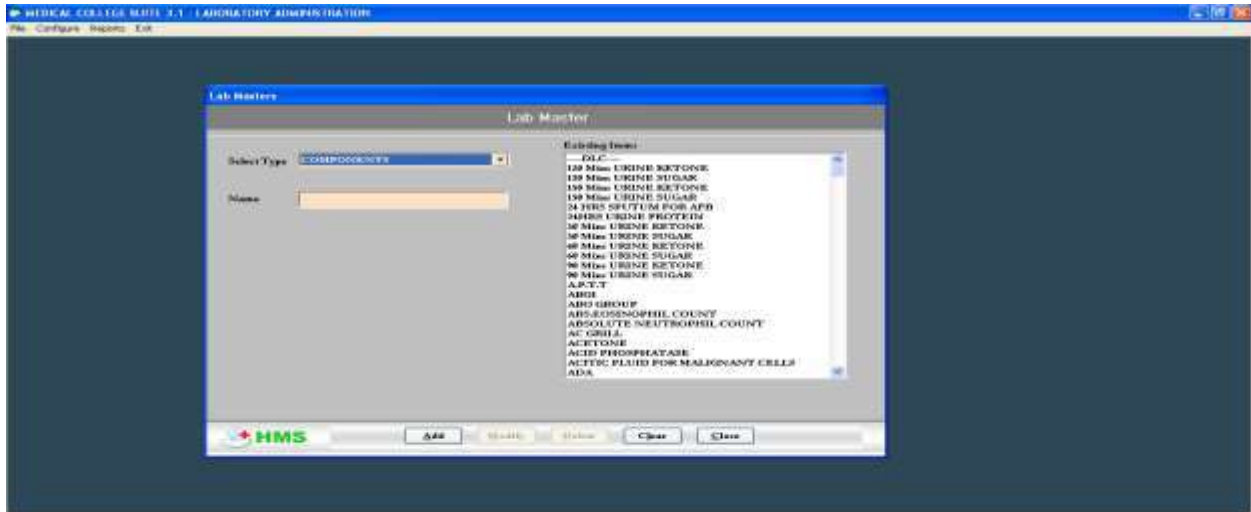 MEDICAL COLLEGE SUITE 3.1 : LABORATORY ADMINISTRATION
File Configure Reports Exit
Lab Masters
Lab Master
Existing Items
Select Type COMPONENTS
Name
----DLC----
120 Mins URINE KETONE
120 Mins URINE SUGAR
150 Mins URINE KETONE
150 Mins URINE SUGAR
24 HRS SPUTUM FOR AFB
24HRS URINE PROTEIN
30 Mins URINE KETONE
30 Mins URINE SUGAR
60 Mins URINE KETONE
60 Mins URINE SUGAR
90 Mins URINE KETONE
90 Mins URINE SUGAR
A.P.T.T
ABO GROUP
ABS.EOSINOPHIL COUNT
ABSOLUTE NEUTROPHIL COUNT
AC GRILL
ACETONE
ACID PHOSPHATASE
ACITIC FLUID FOR MALIGNANT CELLS
ADA
HMS Add Modify Delete Clear Close